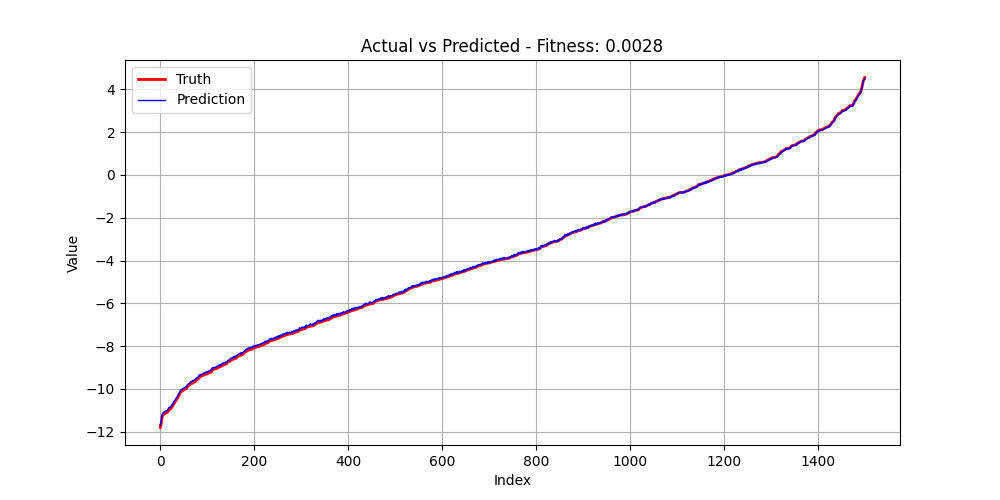 Actual vs Predicted - Fitness: 0.0028
Truth
Prediction
4
2
0
−2
−4
−6
−8
−10
−12
Value
0 200 400 600 800 1000 1200 1400
Index